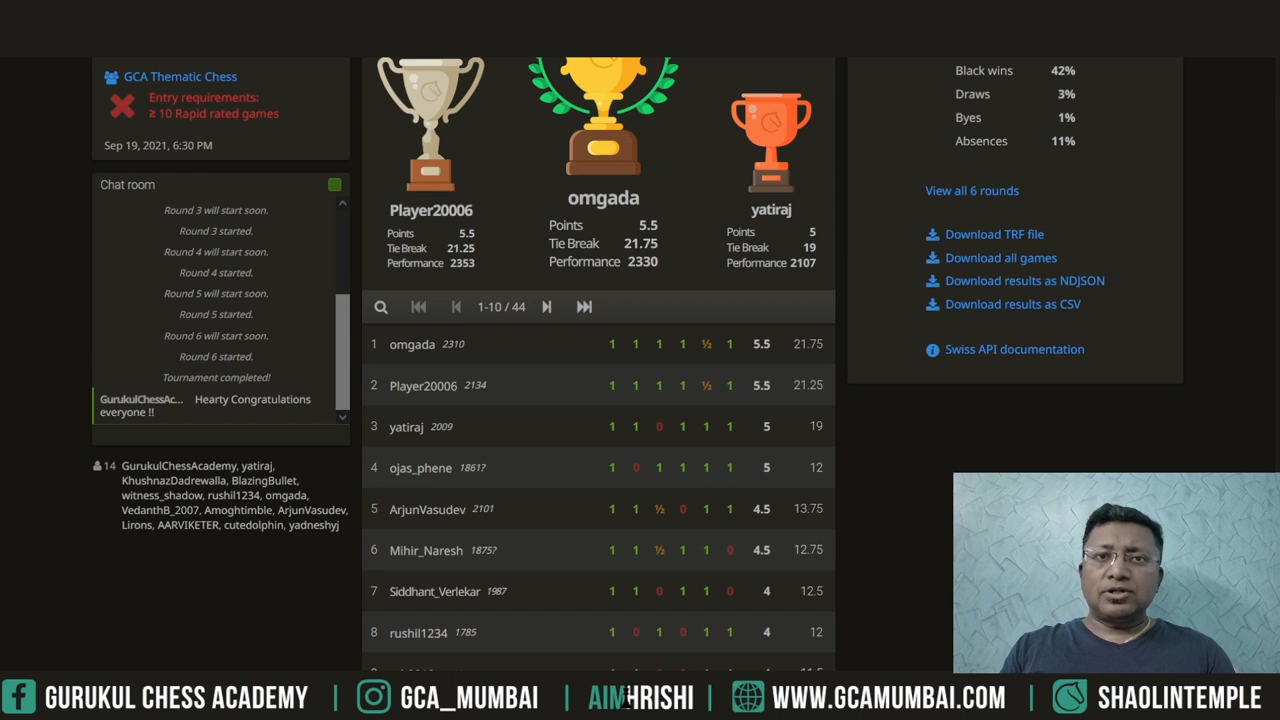 GCA Thematic Chess
Entry requirements:
≥ 10 Rapid rated games
Sep 19, 2021, 6:30 PM
Chat room
Round 3 will start soon.
Round 3 started.
Round 4 will start soon.
Round 4 started.
Round 5 will start soon.
Round 5 started.
Round 6 will start soon.
Round 6 started.
Tournament completed!
GurukulChessAc... Hearty Congratulations
everyone !!
14 GurukulChessAcademy, yatiraj,
KhushnazDadrewalla, BlazingBullet,
witness_shadow, rushil1234, omgada,
VedanthB_2007, Amoghtimble, ArjunVasudev,
Lirons, AARVIKETER, cutedolphin, yadneshyj
Player20006
Points 5.5
Tie Break 21.25
Performance 2353
omgada
Points 5.5
Tie Break 21.75
Performance 2330
yatiraj
Points 5
Tie Break 19
Performance 2107
1-10 / 44
1 omgada 2310 1 1 1 1 ½ 1 5.5 21.75
2 Player20006 2134 1 1 1 1 ½ 1 5.5 21.25
3 yatiraj 2009 1 1 0 1 1 1 5 19
4 ojas_phene 1861? 1 0 1 1 1 1 5 12
5 ArjunVasudev 2101 1 1 ½ 0 1 1 4.5 13.75
6 Mihir_Naresh 1875? 1 1 ½ 1 1 0 4.5 12.75
7 Siddhant_Verlekar 1987 1 1 0 1 1 0 4 12.5
8 rushil1234 1785 1 0 1 0 1 1 4 12
Black wins 42%
Draws 3%
Byes 1%
Absences 11%
View all 6 rounds
Download TRF file
Download all games
Download results as NDJSON
Download results as CSV
Swiss API documentation
GURUKUL CHESS ACADEMY | GCA_MUMBAI | AIMHRISHI | WWW.GCAMUMBAI.COM | SHAOLINTEMPLE